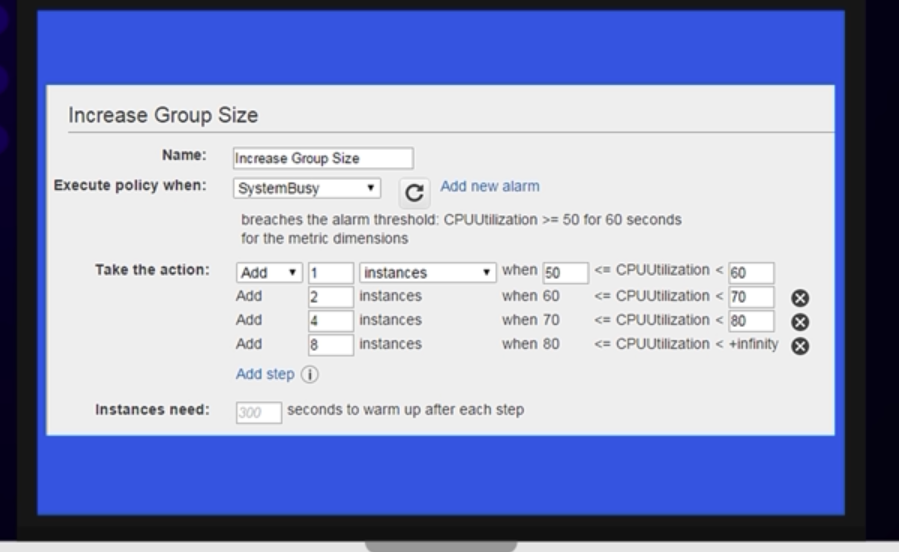 Increase Group Size
Name: Increase Group Size
Execute policy when: SystemBusy Add new alarm
breaches the alarm threshold: CPUUtilization >= 50 for 60 seconds
for the metric dimensions
Take the action: Add 1 instances when 50 <= CPUUtilization < 60
Add 2 instances when 60 <= CPUUtilization < 70
Add 4 instances when 70 <= CPUUtilization < 80
Add 8 instances when 80 <= CPUUtilization < +infinity
Add step i
Instances need: 300 seconds to warm up after each step